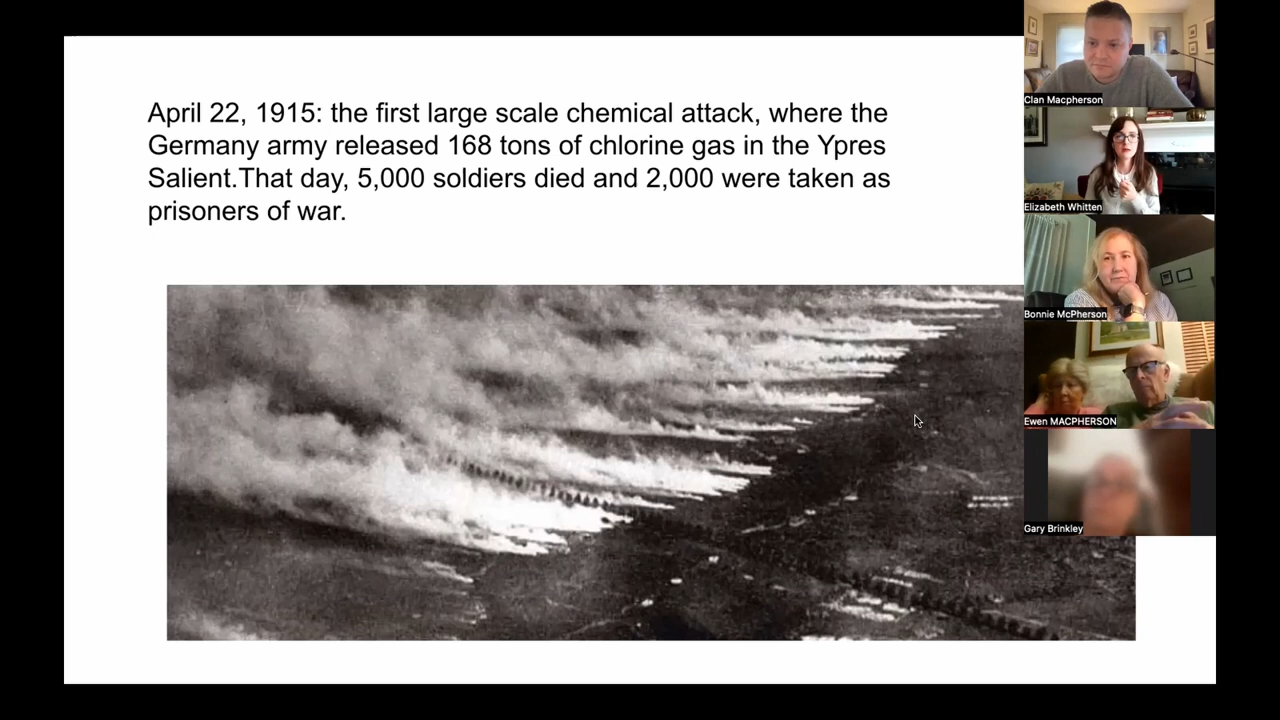 April 22, 1915: the first large scale chemical attack, where the
Germany army released 168 tons of chlorine gas in the Ypres
Salient.That day, 5,000 soldiers died and 2,000 were taken as
prisoners of war.
Clan Macpherson
Elizabeth Whitten
Bonnie McPherson
Ewen MACPHERSON
Gary Brinkley